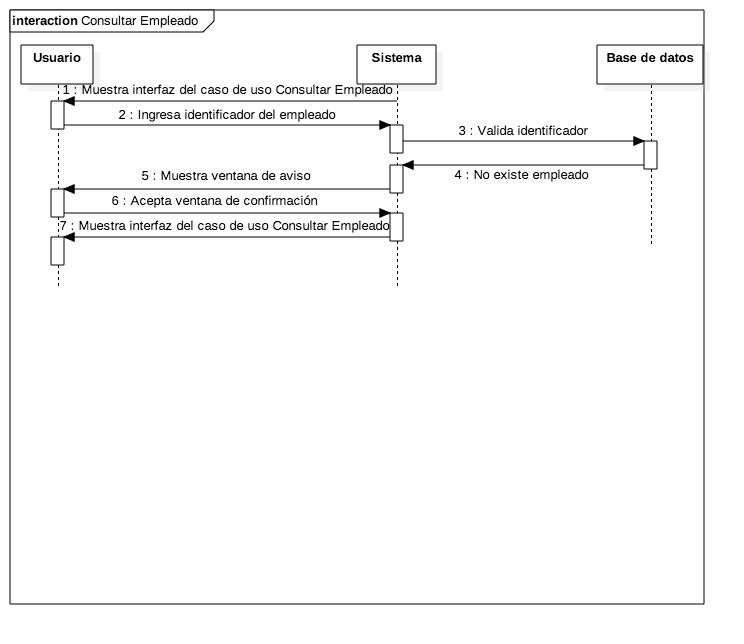 interaction Consultar Empleado
Usuario
Sistema
Base de datos
1 : Muestra interfaz del caso de uso Consultar Empleado
2 : Ingresa identificador del empleado
3 : Valida identificador
4 : No existe empleado
5 : Muestra ventana de aviso
6 : Acepta ventana de confirmación
7 : Muestra interfaz del caso de uso Consultar Empleado